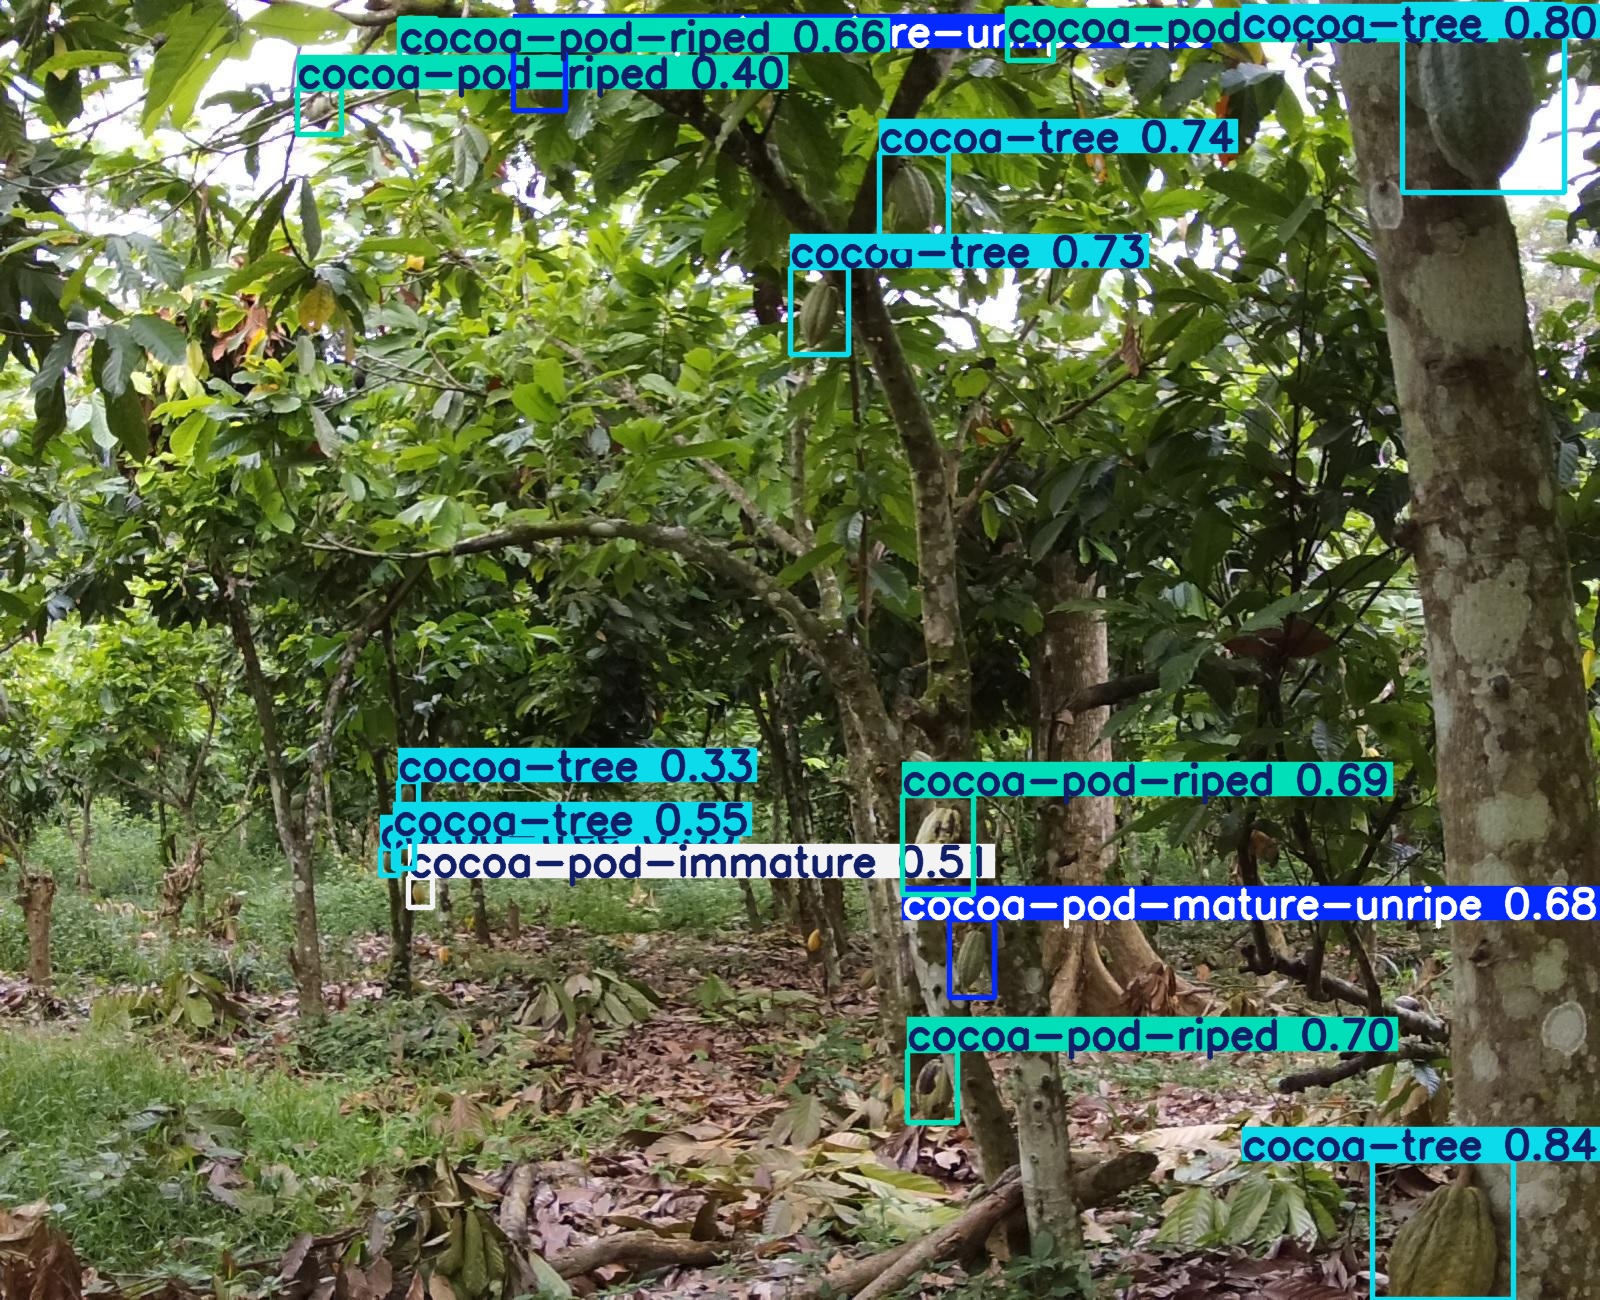 cocoa-pod-riped 0.66
cocoa-pod
cocoa-tree 0.80
cocoa-pod-riped 0.40
cocoa-tree 0.74
cocoa-tree 0.73
cocoa-tree 0.33
cocoa-pod-riped 0.69
cocoa-tree 0.55
cocoa-pod-immature 0.51
cocoa-pod-mature-unripe 0.68
cocoa-pod-riped 0.70
cocoa-tree 0.84